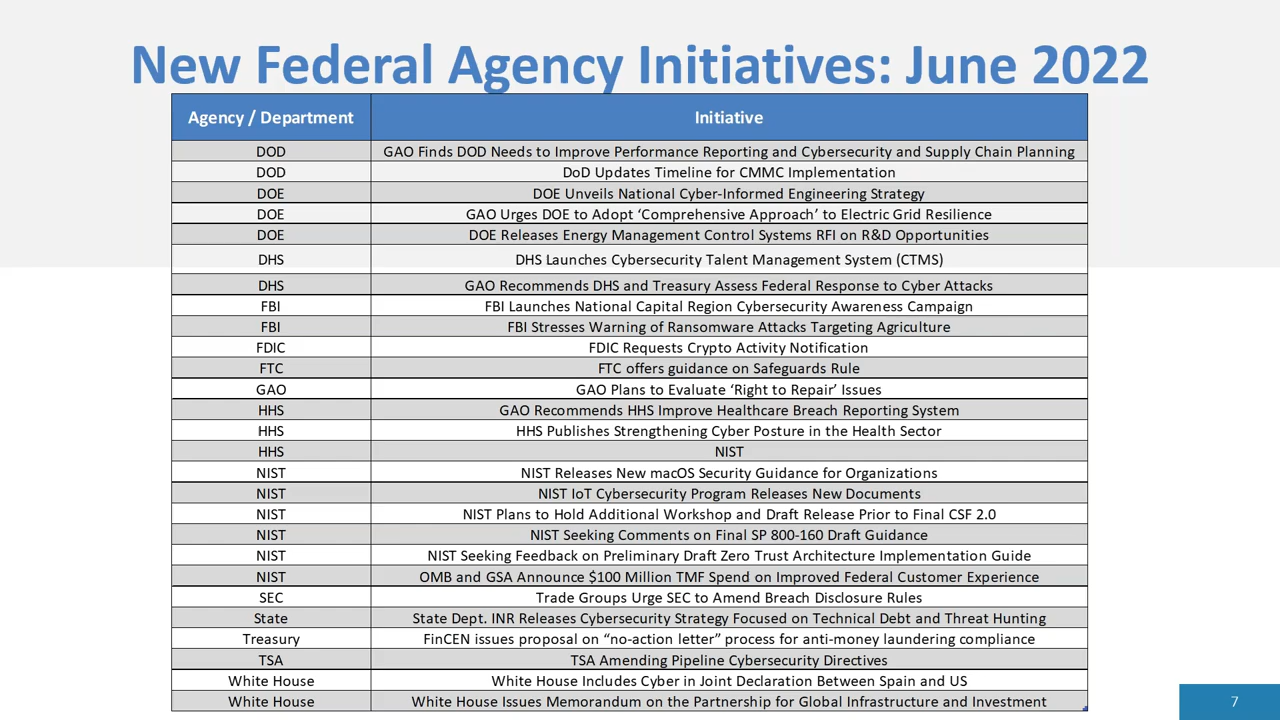 New Federal Agency Initiatives: June 2022
Agency / Department Initiative
DOD GAO Finds DOD Needs to Improve Performance Reporting and Cybersecurity and Supply Chain Planning
DOD DoD Updates Timeline for CMMC Implementation
DOE DOE Unveils National Cyber-Informed Engineering Strategy
DOE GAO Urges DOE to Adopt ‘Comprehensive Approach’ to Electric Grid Resilience
DOE DOE Releases Energy Management Control Systems RFI on R&D Opportunities
DHS DHS Launches Cybersecurity Talent Management System (CTMS)
DHS GAO Recommends DHS and Treasury Assess Federal Response to Cyber Attacks
FBI FBI Launches National Capital Region Cybersecurity Awareness Campaign
FBI FBI Stresses Warning of Ransomware Attacks Targeting Agriculture
FDIC FDIC Requests Crypto Activity Notification
FTC FTC offers guidance on Safeguards Rule
GAO GAO Plans to Evaluate ‘Right to Repair’ Issues
HHS GAO Recommends HHS Improve Healthcare Breach Reporting System
HHS HHS Publishes Strengthening Cyber Posture in the Health Sector
HHS NIST
NIST NIST Releases New macOS Security Guidance for Organizations
NIST NIST IoT Cybersecurity Program Releases New Documents
NIST NIST Plans to Hold Additional Workshop and Draft Release Prior to Final CSF 2.0
NIST NIST Seeking Comments on Final SP 800-160 Draft Guidance
NIST NIST Seeking Feedback on Preliminary Draft Zero Trust Architecture Implementation Guide
NIST OMB and GSA Announce $100 Million TMF Spend on Improved Federal Customer Experience
SEC Trade Groups Urge SEC to Amend Breach Disclosure Rules
State State Dept. INR Releases Cybersecurity Strategy Focused on Technical Debt and Threat Hunting
Treasury FinCEN issues proposal on “no-action letter” process for anti-money laundering compliance
TSA TSA Amending Pipeline Cybersecurity Directives
White House White House Includes Cyber in Joint Declaration Between Spain and US
White House White House Issues Memorandum on the Partnership for Global Infrastructure and Investment
7